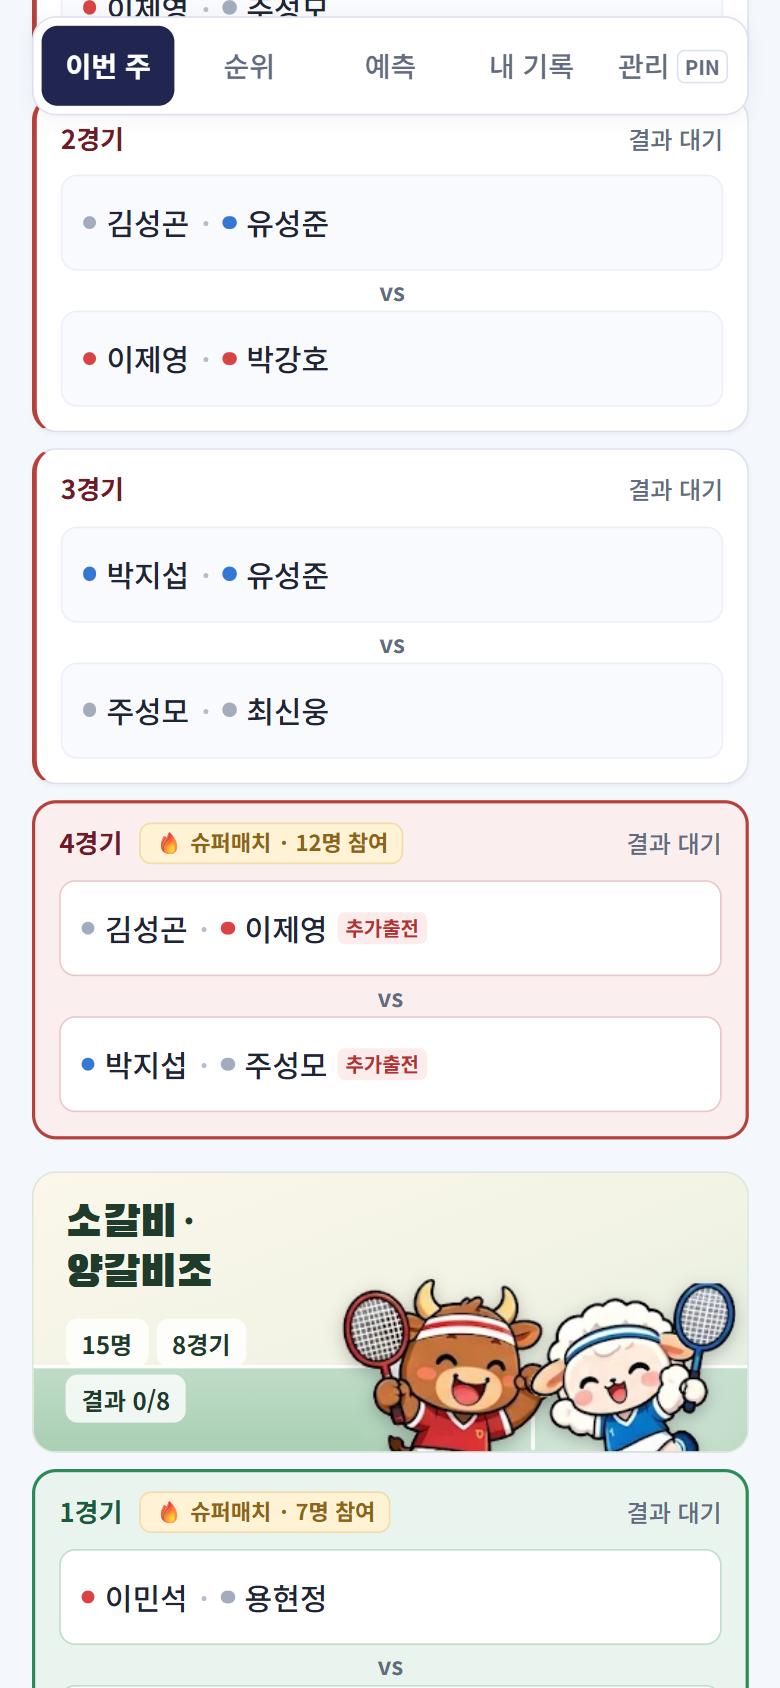 이제영 · 주성모
이번 주
순위
예측
내 기록
관리 PIN
2경기
결과 대기
김성곤 · 유성준
vs
이제영 · 박강호
3경기
결과 대기
박지섭 · 유성준
vs
주성모 · 최신웅
4경기
슈퍼매치 · 12명 참여
결과 대기
김성곤 · 이제영 추가출전
vs
박지섭 · 주성모 추가출전
소갈비 ·
양갈비조
15명
8경기
결과 0/8
1경기
슈퍼매치 · 7명 참여
결과 대기
이민석 · 용현정
vs